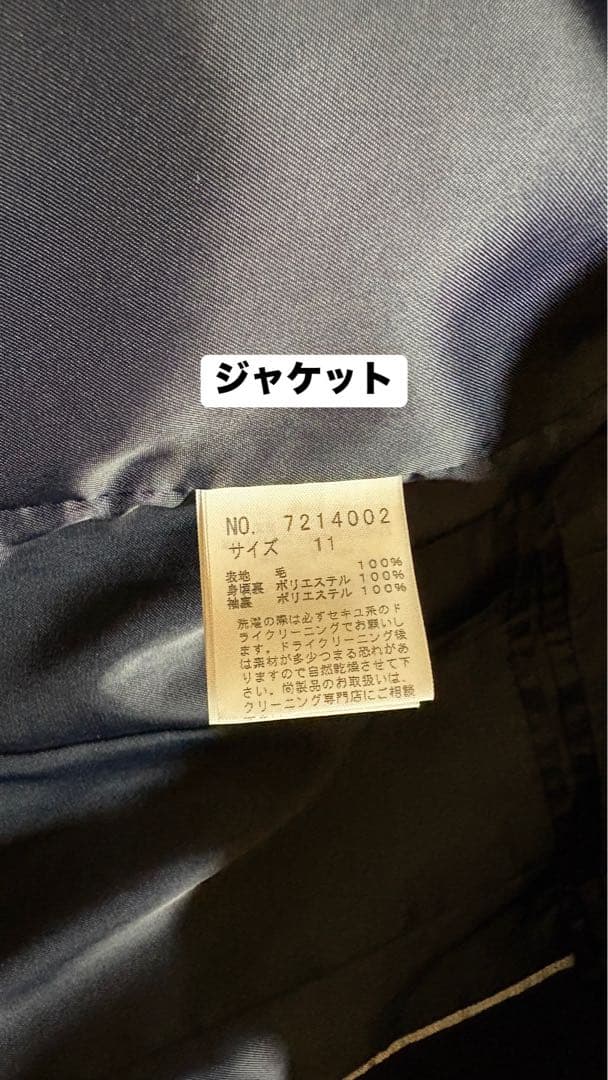 ジャケット
NO. 7214002
サイズ 11
表地 毛 100%
身頃裏 ポリエステル 100%
袖裏 ポリエステル 100%
洗濯の際は必ずセキユ系のド
ライクリーニングでお願いし
ます。ドライクリーニング後
は素材が多少つまる恐れがあ
りますので自然乾燥させて下
さい。尚製品のお取扱いは、
クリーニング専門店にご相談